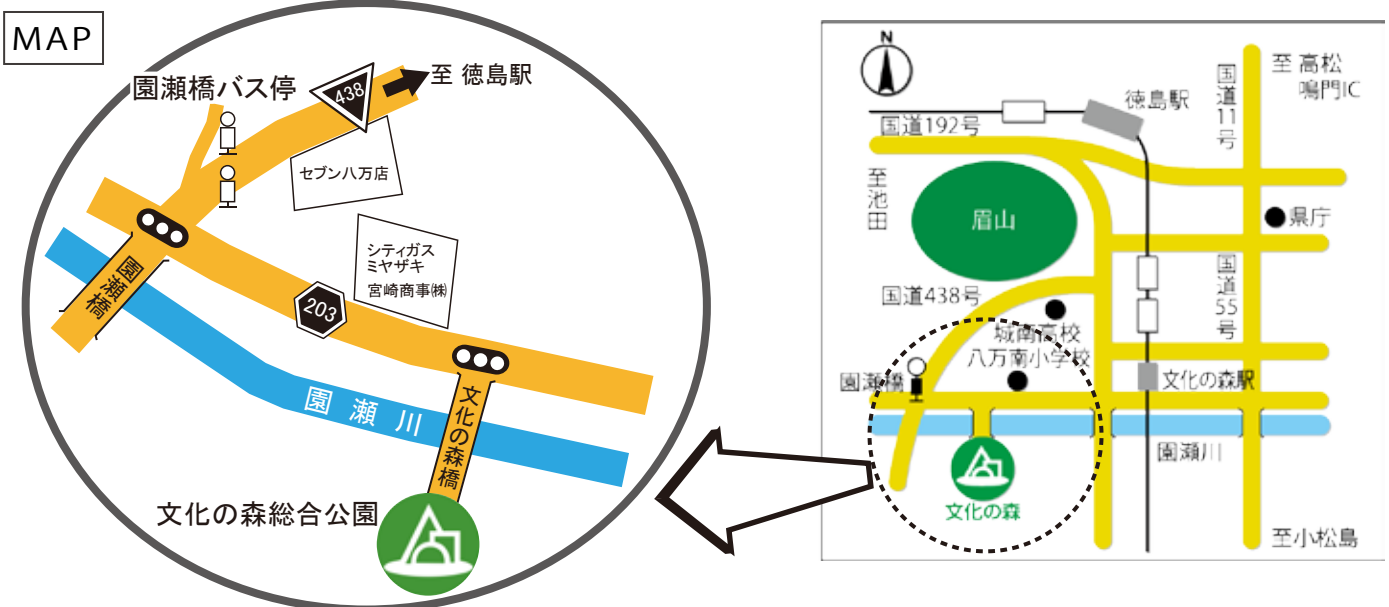 MAP
園瀬橋バス停
438
至 徳島駅
セブン八万店
シティガス
ミヤザキ
宮崎商事㈱
園瀬橋
203
園瀬川
文化の森橋
文化の森総合公園
N
徳島駅
国道11号
至 高松
鳴門IC
国道192号
至池田
眉山
県庁
国道438号
国道55号
城南高校
八万南小学校
園瀬橋
文化の森駅
園瀬川
文化の森
至小松島